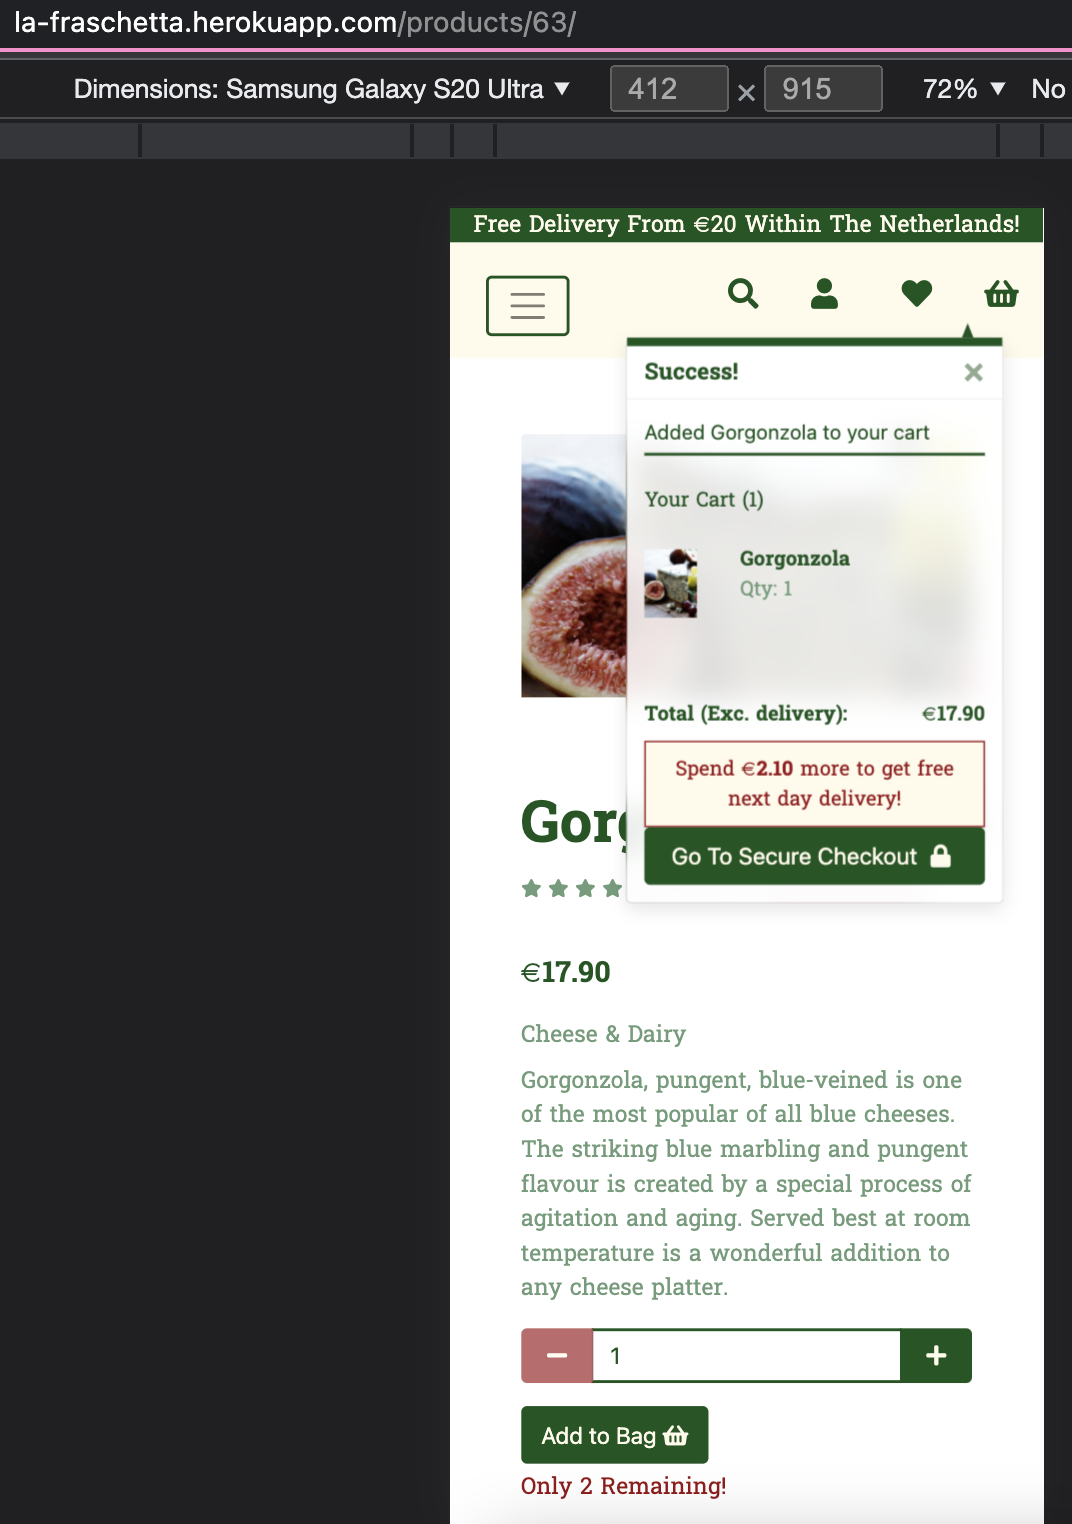 la-fraschetta.herokuapp.com/products/63/
Dimensions: Samsung Galaxy S20 Ultra ▼ 412 × 915 72% ▼ No
Free Delivery From €20 Within The Netherlands!
Success! ×
Added Gorgonzola to your cart
Your Cart (1)
Gorgonzola
Qty: 1
Total (Exc. delivery): €17.90
Spend €2.10 more to get free
next day delivery!
Go To Secure Checkout
Gorg
€17.90
Cheese & Dairy
Gorgonzola, pungent, blue-veined is one
of the most popular of all blue cheeses.
The striking blue marbling and pungent
flavour is created by a special process of
agitation and aging. Served best at room
temperature is a wonderful addition to
any cheese platter.
− 1 +
Add to Bag
Only 2 Remaining!